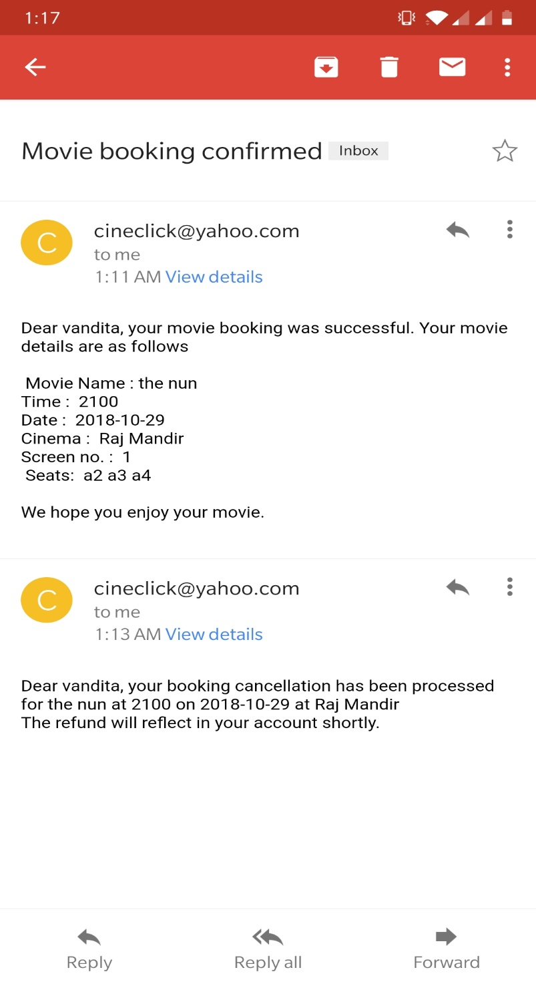 1:17
Movie booking confirmed Inbox
C
cineclick@yahoo.com
to me
1:11 AM View details
Dear vandita, your movie booking was successful. Your movie
details are as follows
Movie Name : the nun
Time :  2100
Date :  2018-10-29
Cinema :  Raj Mandir
Screen no. :  1
Seats:  a2 a3 a4
We hope you enjoy your movie.
C
cineclick@yahoo.com
to me
1:13 AM View details
Dear vandita, your booking cancellation has been processed
for the nun at 2100 on 2018-10-29 at Raj Mandir
The refund will reflect in your account shortly.
Reply Reply all Forward